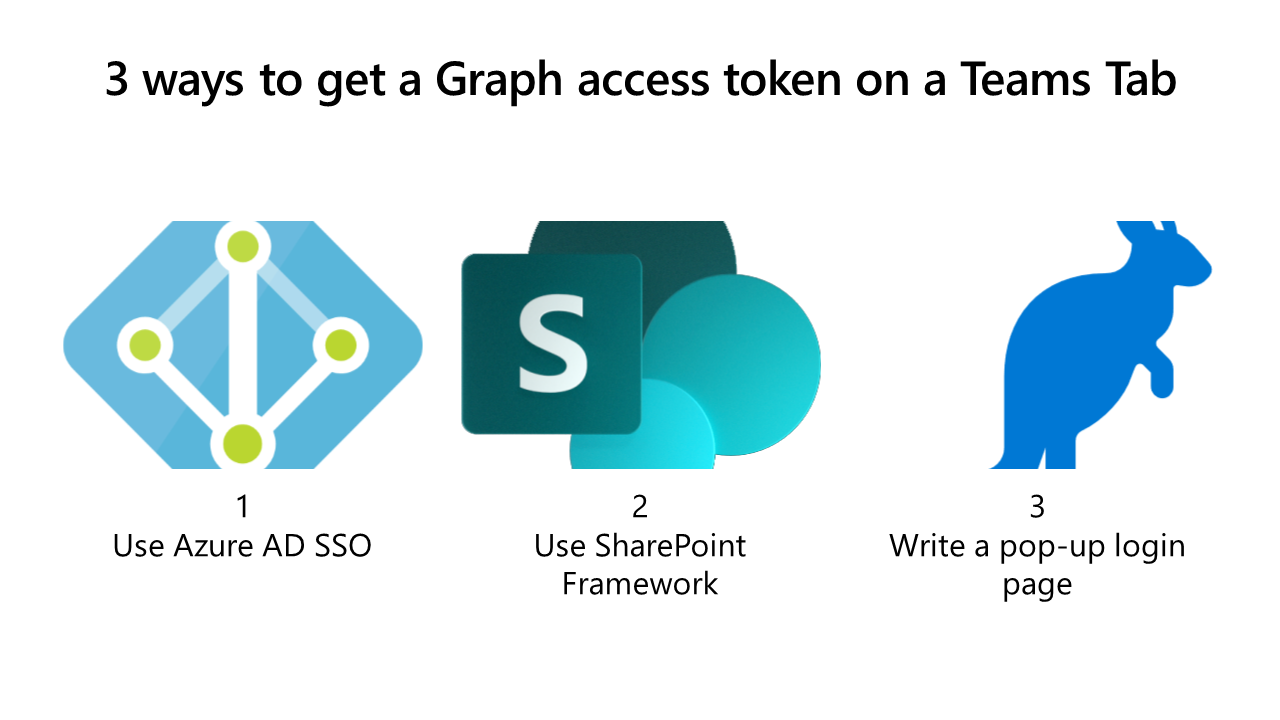 3 ways to get a Graph access token on a Teams Tab
S
1
Use Azure AD SSO
2
Use SharePoint
Framework
3
Write a pop-up login
page